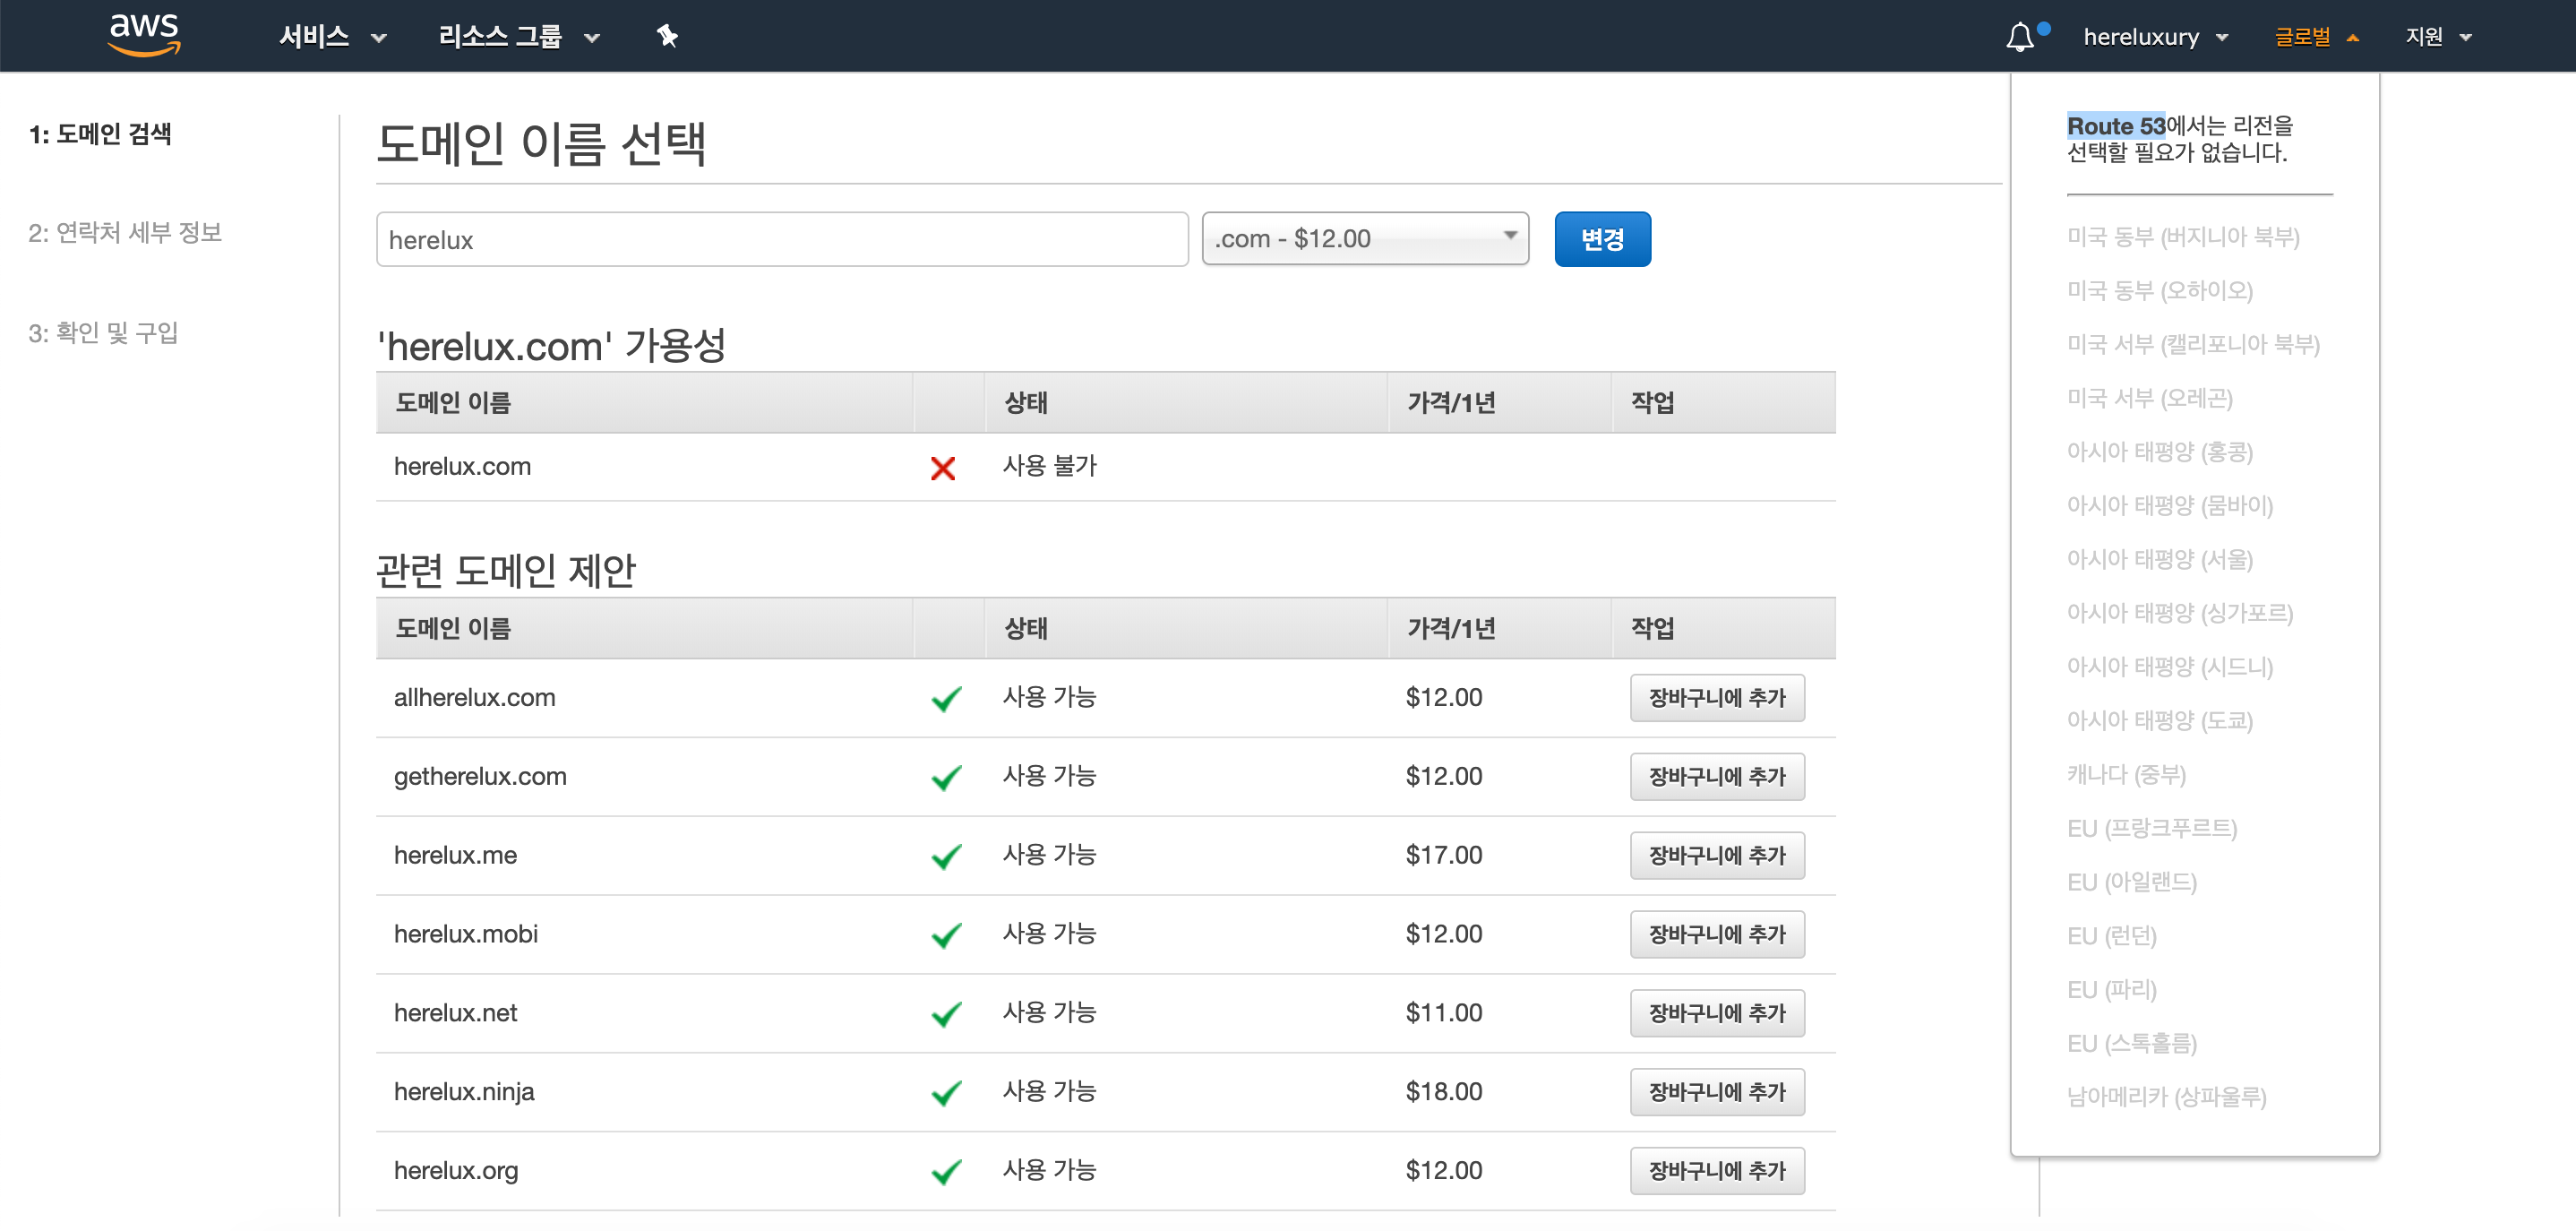 aws 서비스 리소스 그룹 hereluxury 글로벌 지원
1: 도메인 검색
2: 연락처 세부 정보
3: 확인 및 구입
도메인 이름 선택
herelux .com - $12.00 변경
'herelux.com' 가용성
도메인 이름 상태 가격/1년 작업
herelux.com 사용 불가
관련 도메인 제안
도메인 이름 상태 가격/1년 작업
allherelux.com 사용 가능 $12.00 장바구니에 추가
getherelux.com 사용 가능 $12.00 장바구니에 추가
herelux.me 사용 가능 $17.00 장바구니에 추가
herelux.mobi 사용 가능 $12.00 장바구니에 추가
herelux.net 사용 가능 $11.00 장바구니에 추가
herelux.ninja 사용 가능 $18.00 장바구니에 추가
herelux.org 사용 가능 $12.00 장바구니에 추가
Route 53에서는 리전을
선택할 필요가 없습니다.
미국 동부 (버지니아 북부)
미국 동부 (오하이오)
미국 서부 (캘리포니아 북부)
미국 서부 (오레곤)
아시아 태평양 (홍콩)
아시아 태평양 (뭄바이)
아시아 태평양 (서울)
아시아 태평양 (싱가포르)
아시아 태평양 (시드니)
아시아 태평양 (도쿄)
캐나다 (중부)
EU (프랑크푸르트)
EU (아일랜드)
EU (런던)
EU (파리)
EU (스톡홀름)
남아메리카 (상파울루)